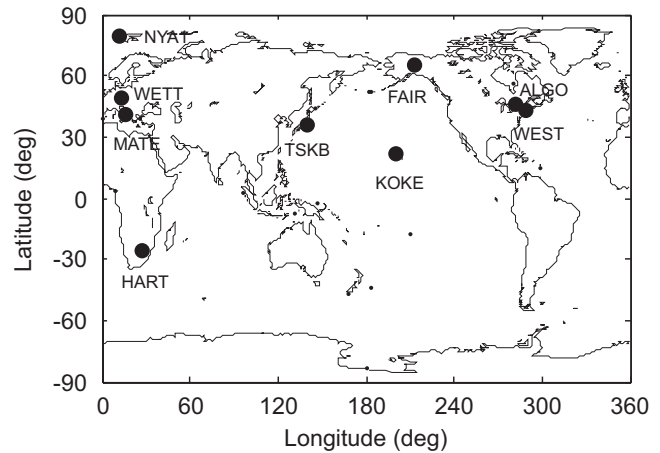 90
60
30
0
-30
-60
-90
Latitude (deg)
NYAT
WETT
MATE
HART
TSKB
FAIR
KOKE
ALGO
WEST
0 60 120 180 240 300 360
Longitude (deg)